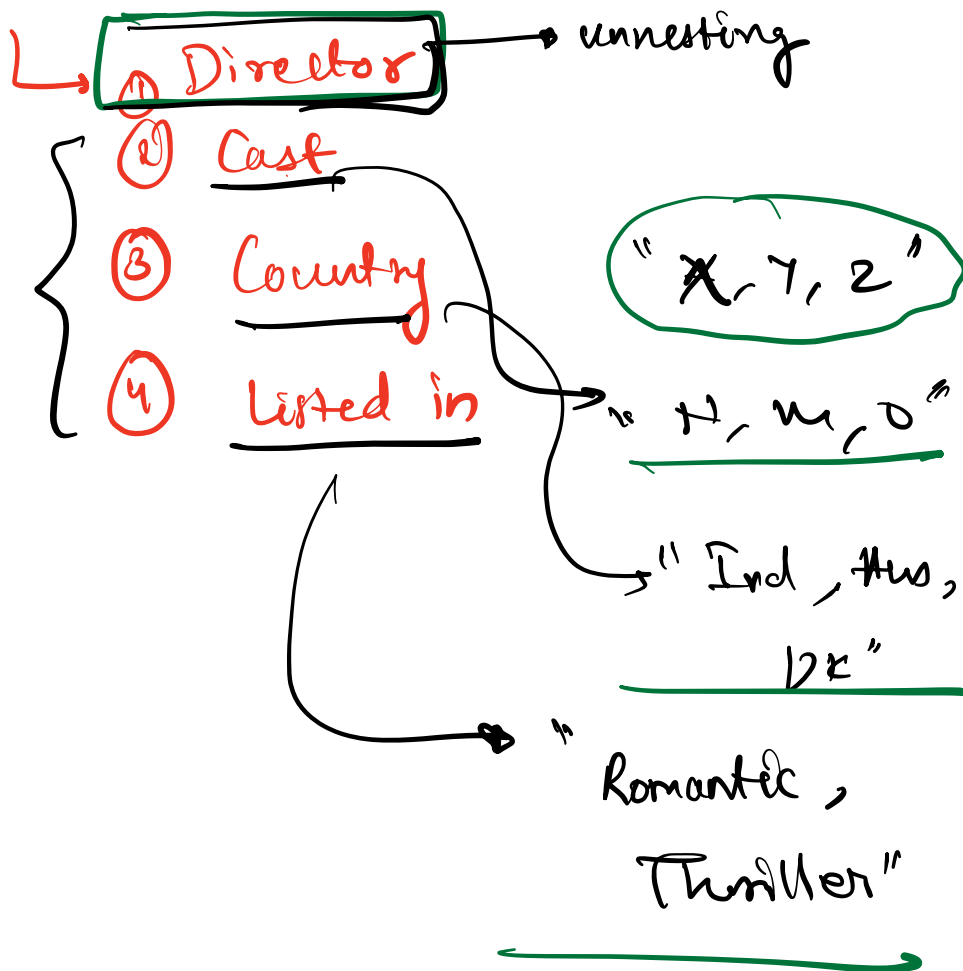 ① Director → unnesting
② Cast
③ Country
④ Listed in
"X, Y, Z"
"N, M, O"
"Ind, Aus,
UK"
"Romantic,
Thriller"